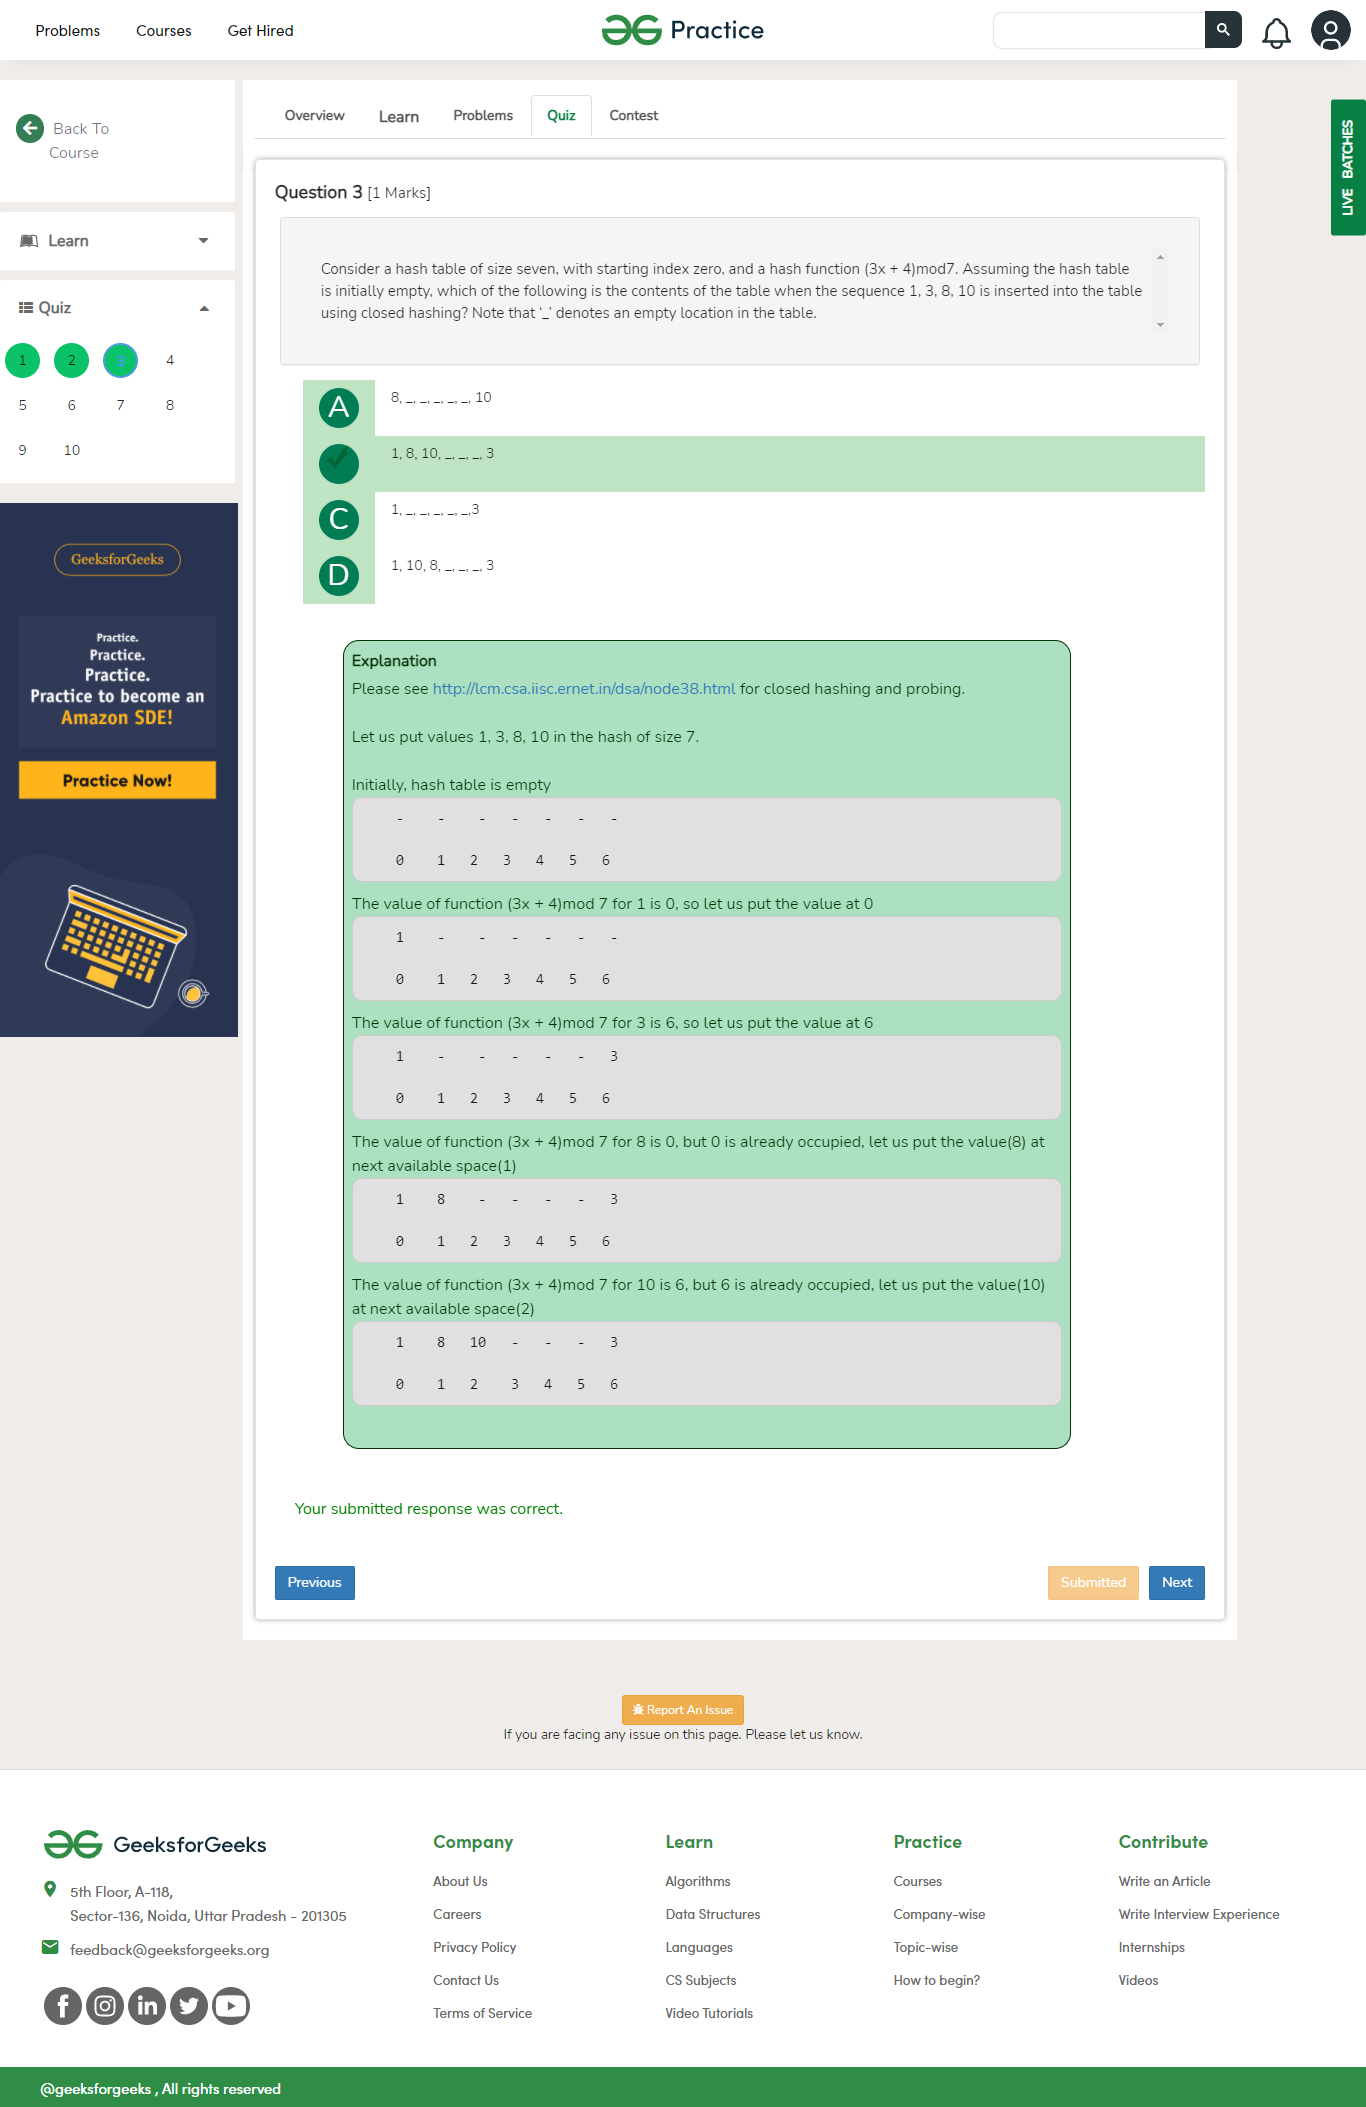 Problems Courses Get Hired Practice
LIVE BATCHES
Back To
Course
Learn
Quiz
1 2 3 4
5 6 7 8
9 10
GeeksforGeeks
Practice.
Practice.
Practice.
Practice to become an
Amazon SDE!
Practice Now!
Overview Learn Problems Quiz Contest
Question 3 [1 Marks]
Consider a hash table of size seven, with starting index zero, and a hash function (3x + 4)mod7. Assuming the hash table
is initially empty, which of the following is the contents of the table when the sequence 1, 3, 8, 10 is inserted into the table
using closed hashing? Note that ‘_’ denotes an empty location in the table.
A 8, _, _, _, _, _, 10
1, 8, 10, _, _, _, 3
C 1, _, _, _, _, _,3
D 1, 10, 8, _, _, _, 3
Explanation
Please see http://lcm.csa.iisc.ernet.in/dsa/node38.html for closed hashing and probing.
Let us put values 1, 3, 8, 10 in the hash of size 7.
Initially, hash table is empty
- - - - - - -
0 1 2 3 4 5 6
The value of function (3x + 4)mod 7 for 1 is 0, so let us put the value at 0
1 - - - - - -
0 1 2 3 4 5 6
The value of function (3x + 4)mod 7 for 3 is 6, so let us put the value at 6
1 - - - - - 3
0 1 2 3 4 5 6
The value of function (3x + 4)mod 7 for 8 is 0, but 0 is already occupied, let us put the value(8) at
next available space(1)
1 8 - - - - 3
0 1 2 3 4 5 6
The value of function (3x + 4)mod 7 for 10 is 6, but 6 is already occupied, let us put the value(10)
at next available space(2)
1 8 10 - - - 3
0 1 2 3 4 5 6
Your submitted response was correct.
Previous Submitted Next
Report An Issue
If you are facing any issue on this page. Please let us know.
GeeksforGeeks
5th Floor, A-118,
Sector-136, Noida, Uttar Pradesh - 201305
feedback@geeksforgeeks.org
Company
About Us
Careers
Privacy Policy
Contact Us
Terms of Service
Learn
Algorithms
Data Structures
Languages
CS Subjects
Video Tutorials
Practice
Courses
Company-wise
Topic-wise
How to begin?
Contribute
Write an Article
Write Interview Experience
Internships
Videos
@geeksforgeeks , All rights reserved